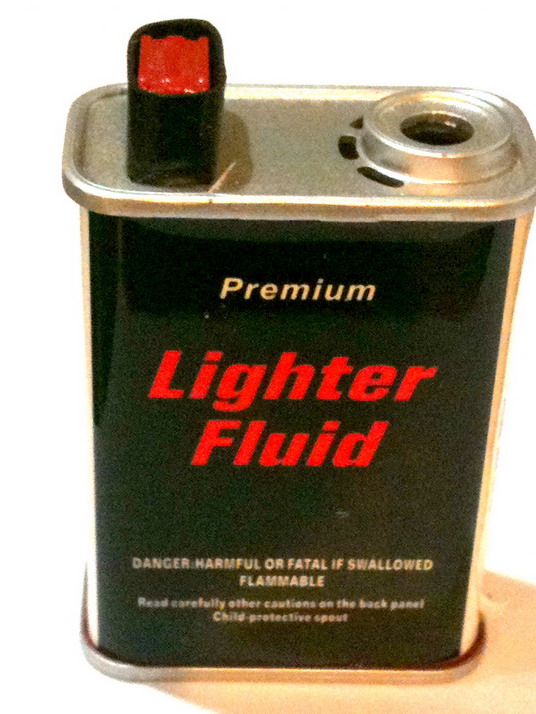 Premium
Lighter
Fluid
DANGER:HARMFUL OR FATAL IF SWALLOWED
FLAMMABLE
Read carefully other cautions on the back panel
Child-protective spout